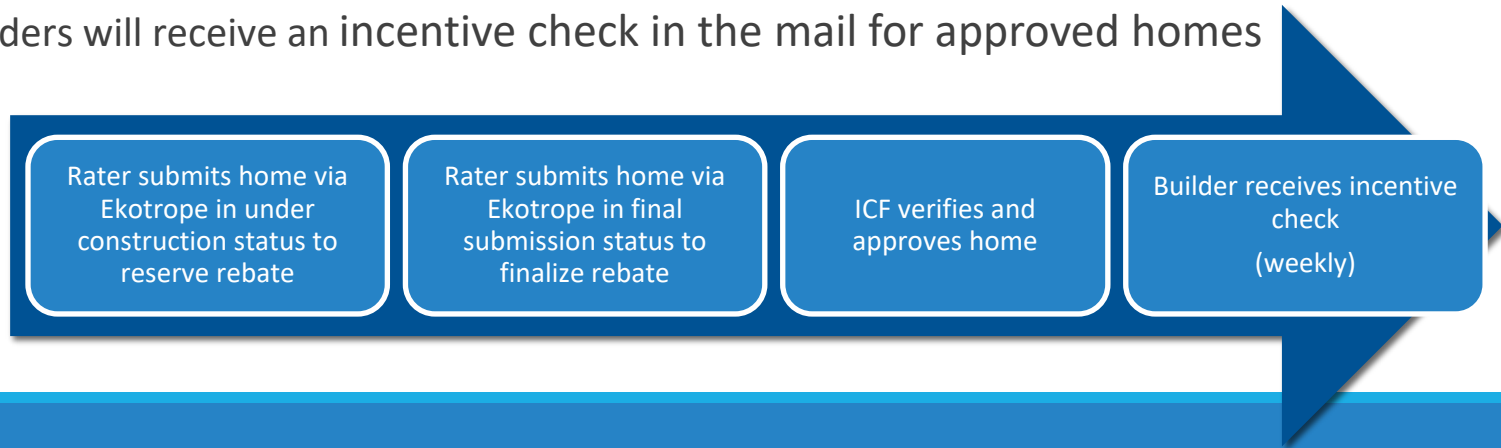 ders will receive an incentive check in the mail for approved homes
Rater submits home via
Ekotrope in under
construction status to
reserve rebate
Rater submits home via
Ekotrope in final
submission status to
finalize rebate
ICF verifies and
approves home
Builder receives incentive
check
(weekly)